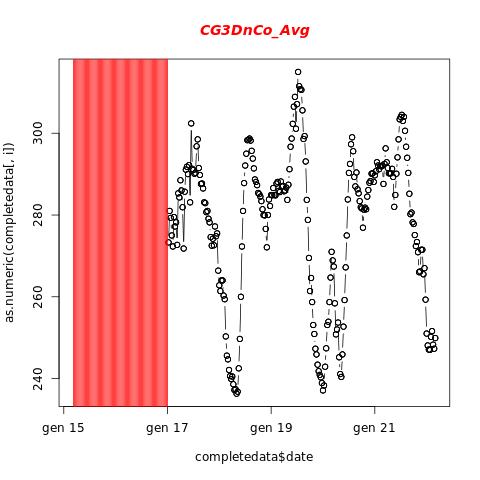 CG3DnCo_Avg
as.numeric(completedata[, i])
300
280
260
240
gen 15
gen 17
gen 19
gen 21
completedata$date